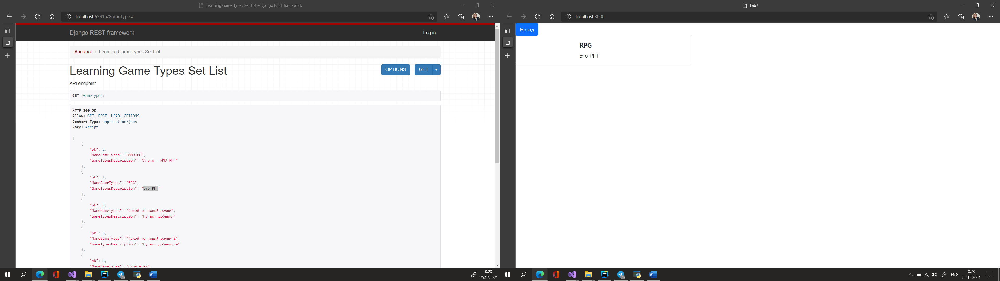 Learning Game Types Set List – Django REST framework
localhost:65415/GameTypes/
Django REST framework
Log in
Api Root / Learning Game Types Set List
Learning Game Types Set List
OPTIONS
GET
API endpoint
GET /GameTypes/
HTTP 200 OK
Allow: GET, POST, HEAD, OPTIONS
Content-Type: application/json
Vary: Accept
[
{
"pk": 2,
"NameGameTypes": "MMORPG",
"GameTypesDescription": "А это - ММО РПГ"
},
{
"pk": 1,
"NameGameTypes": "RPG",
"GameTypesDescription": "Это-РПГ"
},
{
"pk": 5,
"NameGameTypes": "Какой то новый режим",
"GameTypesDescription": "Ну вот добавил"
},
{
"pk": 6,
"NameGameTypes": "Какой то новый режим 2",
"GameTypesDescription": "Ну вот добавил ы"
},
{
"pk": 4,
"NameGameTypes": "Стратегии",
WS
36
W
0:23
25.12.2021
Lab7
localhost:3000
Назад
RPG
Это-РПГ
WS
36
W
ENG
0:23
25.12.2021